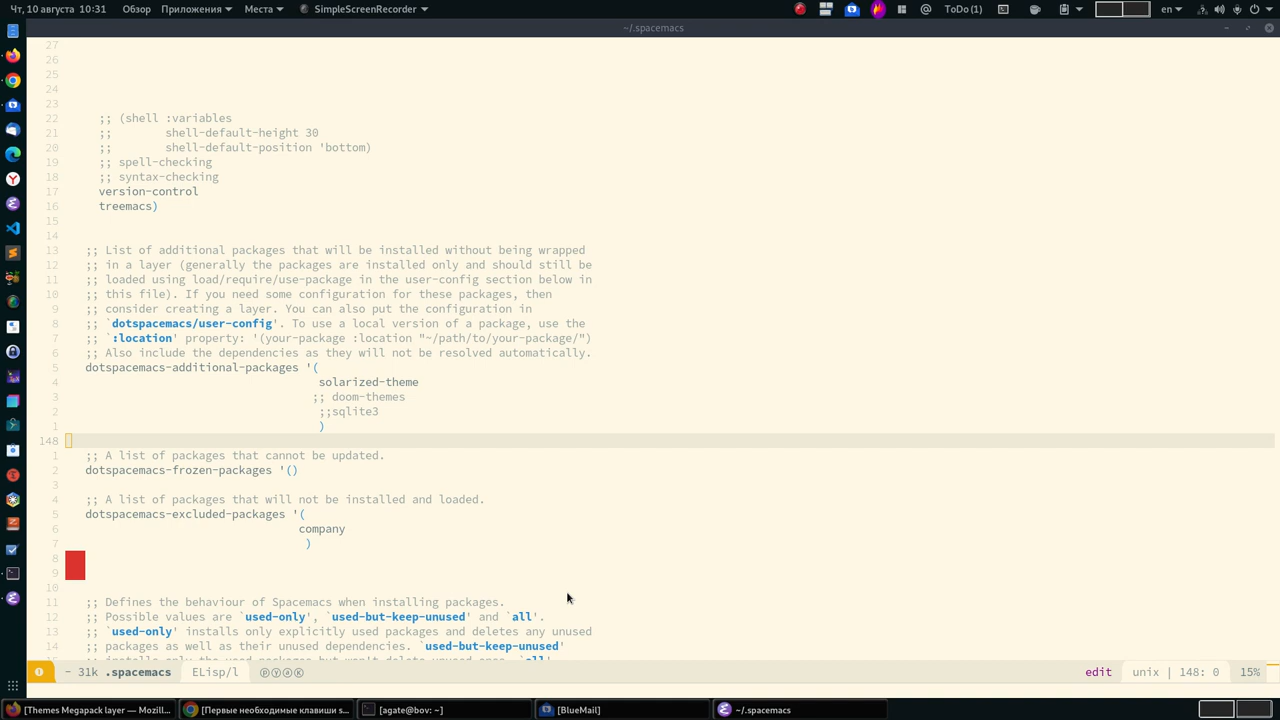 Чт, 10 августа 10:31 Обзор Приложения Места SimpleScreenRecorder ToDo (1) en
~/.spacemacs
27
26
25
24
23
22 ;; (shell :variables
21 ;; shell-default-height 30
20 ;; shell-default-position 'bottom)
19 ;; spell-checking
18 ;; syntax-checking
17 version-control
16 treemacs)
15
14
13 ;; List of additional packages that will be installed without being wrapped
12 ;; in a layer (generally the packages are installed only and should still be
11 ;; loaded using load/require/use-package in the user-config section below in
10 ;; this file). If you need some configuration for these packages, then
9 ;; consider creating a layer. You can also put the configuration in
8 ;; `dotspacemacs/user-config'. To use a local version of a package, use the
7 ;; `:location' property: '(your-package :location "~/path/to/your-package/")
6 ;; Also include the dependencies as they will not be resolved automatically.
5 dotspacemacs-additional-packages '(
4 solarized-theme
3 ;; doom-themes
2 ;;sqlite3
1 )
148
1 ;; A list of packages that cannot be updated.
2 dotspacemacs-frozen-packages '()
3
4 ;; A list of packages that will not be installed and loaded.
5 dotspacemacs-excluded-packages '(
6 company
7 )
8
9
10
11 ;; Defines the behaviour of Spacemacs when installing packages.
12 ;; Possible values are `used-only', `used-but-keep-unused' and `all'.
13 ;; `used-only' installs only explicitly used packages and deletes any unused
14 ;; packages as well as their unused dependencies. `used-but-keep-unused'
15 ;; installs only the used packages but won't delete unused ones. `all'
- 31k .spacemacs ELisp/l ⓟⓨⓐⓀ edit unix | 148: 0 15%
[Themes Megapack layer — Mozill... [Первые необходимые клавиши s... [agate@bov: ~] [BlueMail] ~/.spacemacs